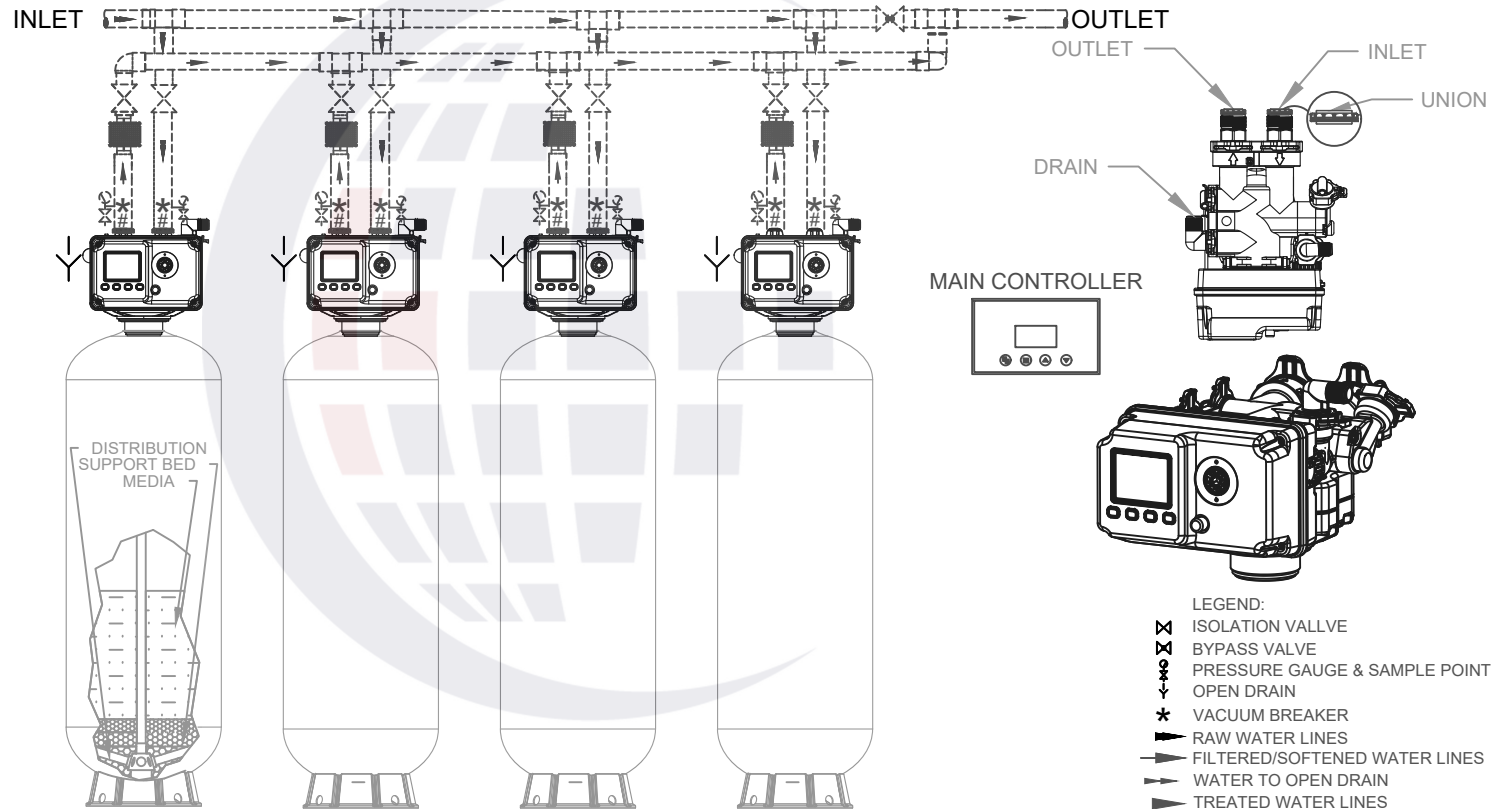 INLET
OUTLET
OUTLET
INLET
UNION
DRAIN
MAIN CONTROLLER
DISTRIBUTION
SUPPORT BED
MEDIA
LEGEND:
ISOLATION VALLVE
BYPASS VALVE
PRESSURE GAUGE & SAMPLE POINT
OPEN DRAIN
VACUUM BREAKER
RAW WATER LINES
FILTERED/SOFTENED WATER LINES
WATER TO OPEN DRAIN
TREATED WATER LINES